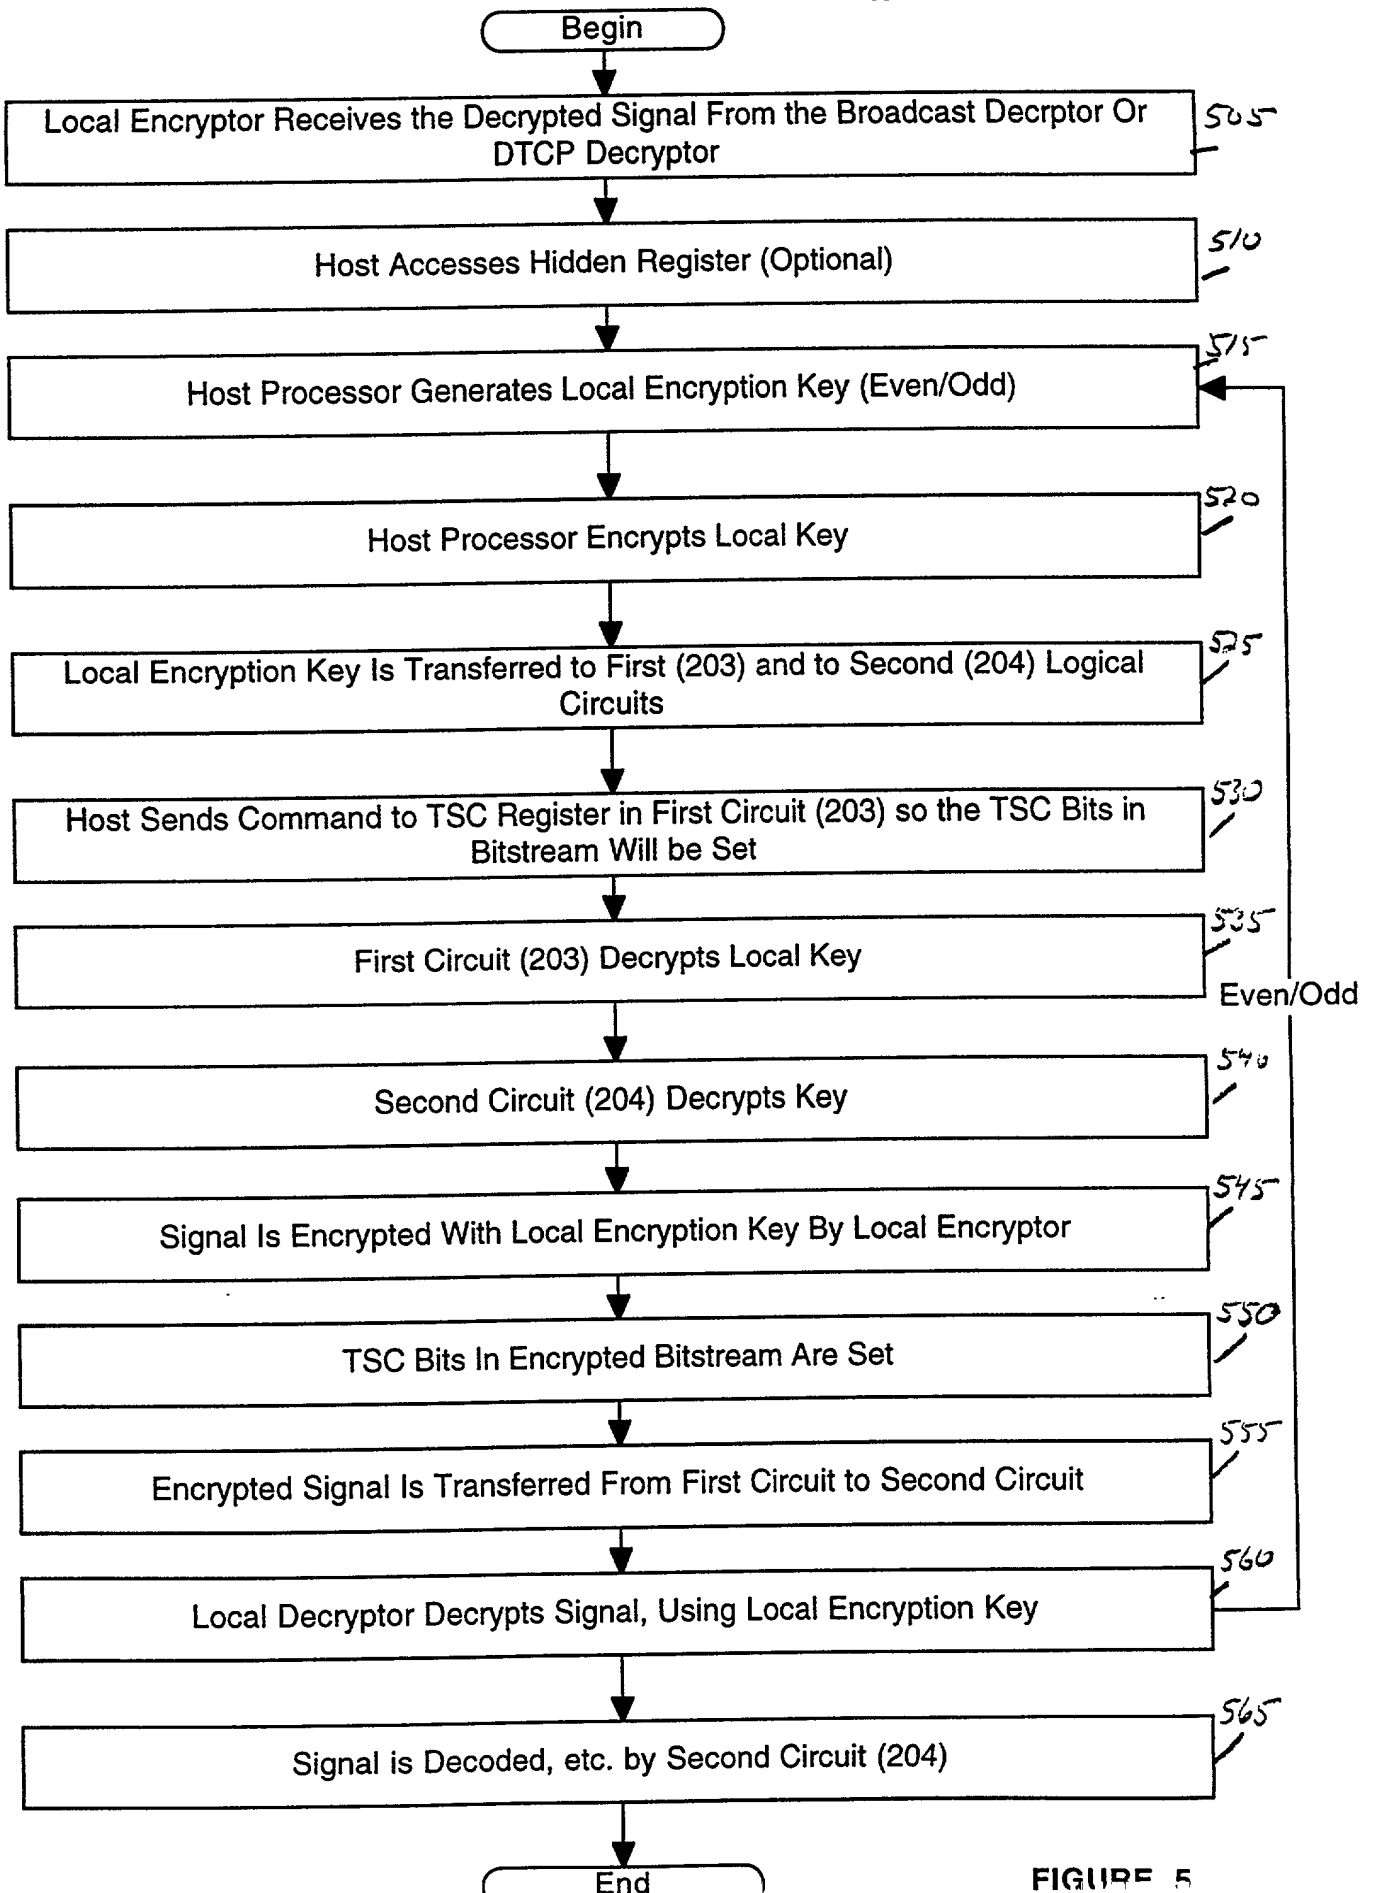 Begin
Local Encryptor Receives the Decrypted Signal From the Broadcast Decrptor Or
DTCP Decryptor
505
Host Accesses Hidden Register (Optional)
510
Host Processor Generates Local Encryption Key (Even/Odd)
515
Host Processor Encrypts Local Key
520
Local Encryption Key Is Transferred to First (203) and to Second (204) Logical
Circuits
525
Host Sends Command to TSC Register in First Circuit (203) so the TSC Bits in
Bitstream Will be Set
530
First Circuit (203) Decrypts Local Key
535
Even/Odd
Second Circuit (204) Decrypts Key
540
Signal Is Encrypted With Local Encryption Key By Local Encryptor
545
TSC Bits In Encrypted Bitstream Are Set
550
Encrypted Signal Is Transferred From First Circuit to Second Circuit
555
Local Decryptor Decrypts Signal, Using Local Encryption Key
560
Signal is Decoded, etc. by Second Circuit (204)
565
End
FIGURE 5